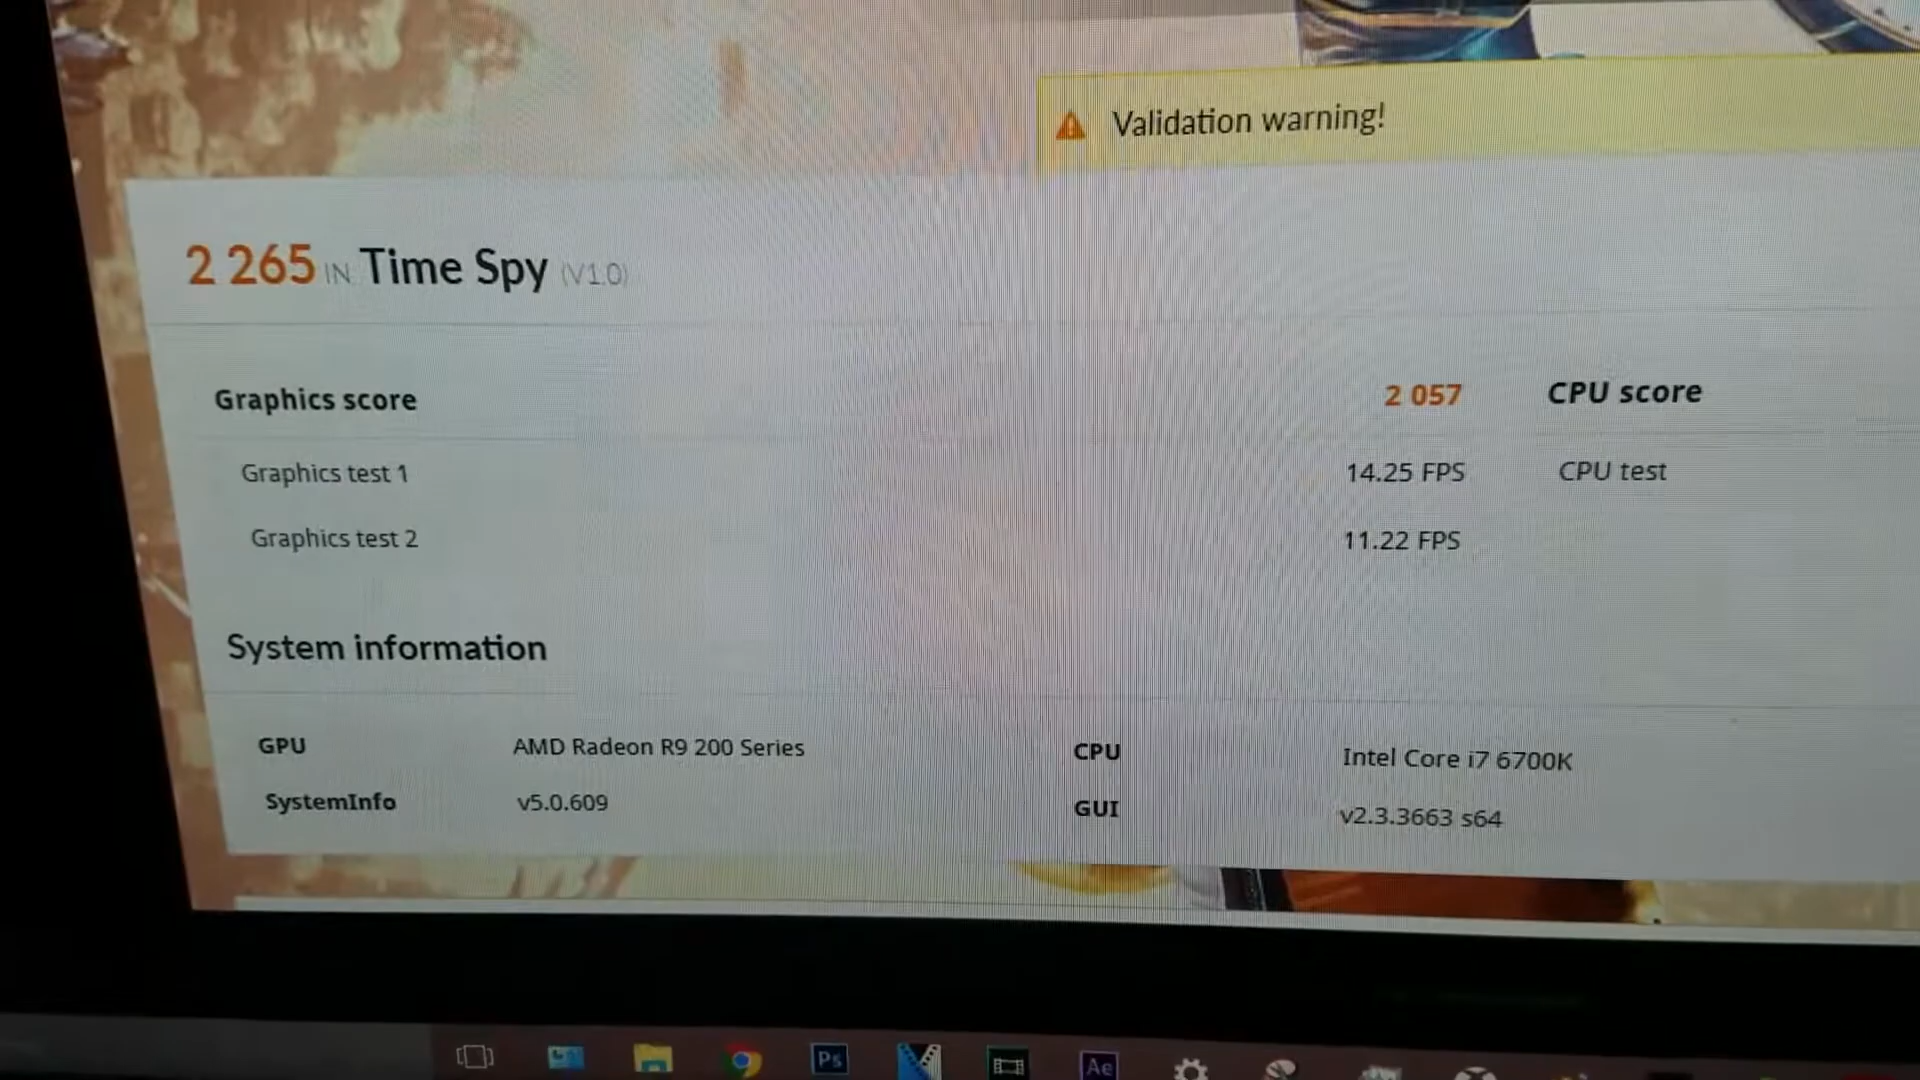 Validation warning!
2 265 IN Time Spy (V1.0)
Graphics score 2 057 CPU score
Graphics test 1 14.25 FPS CPU test
Graphics test 2 11.22 FPS
System information
GPU AMD Radeon R9 200 Series CPU Intel Core i7 6700K
SystemInfo v5.0.609 GUI v2.3.3663 s64
Ps Ae